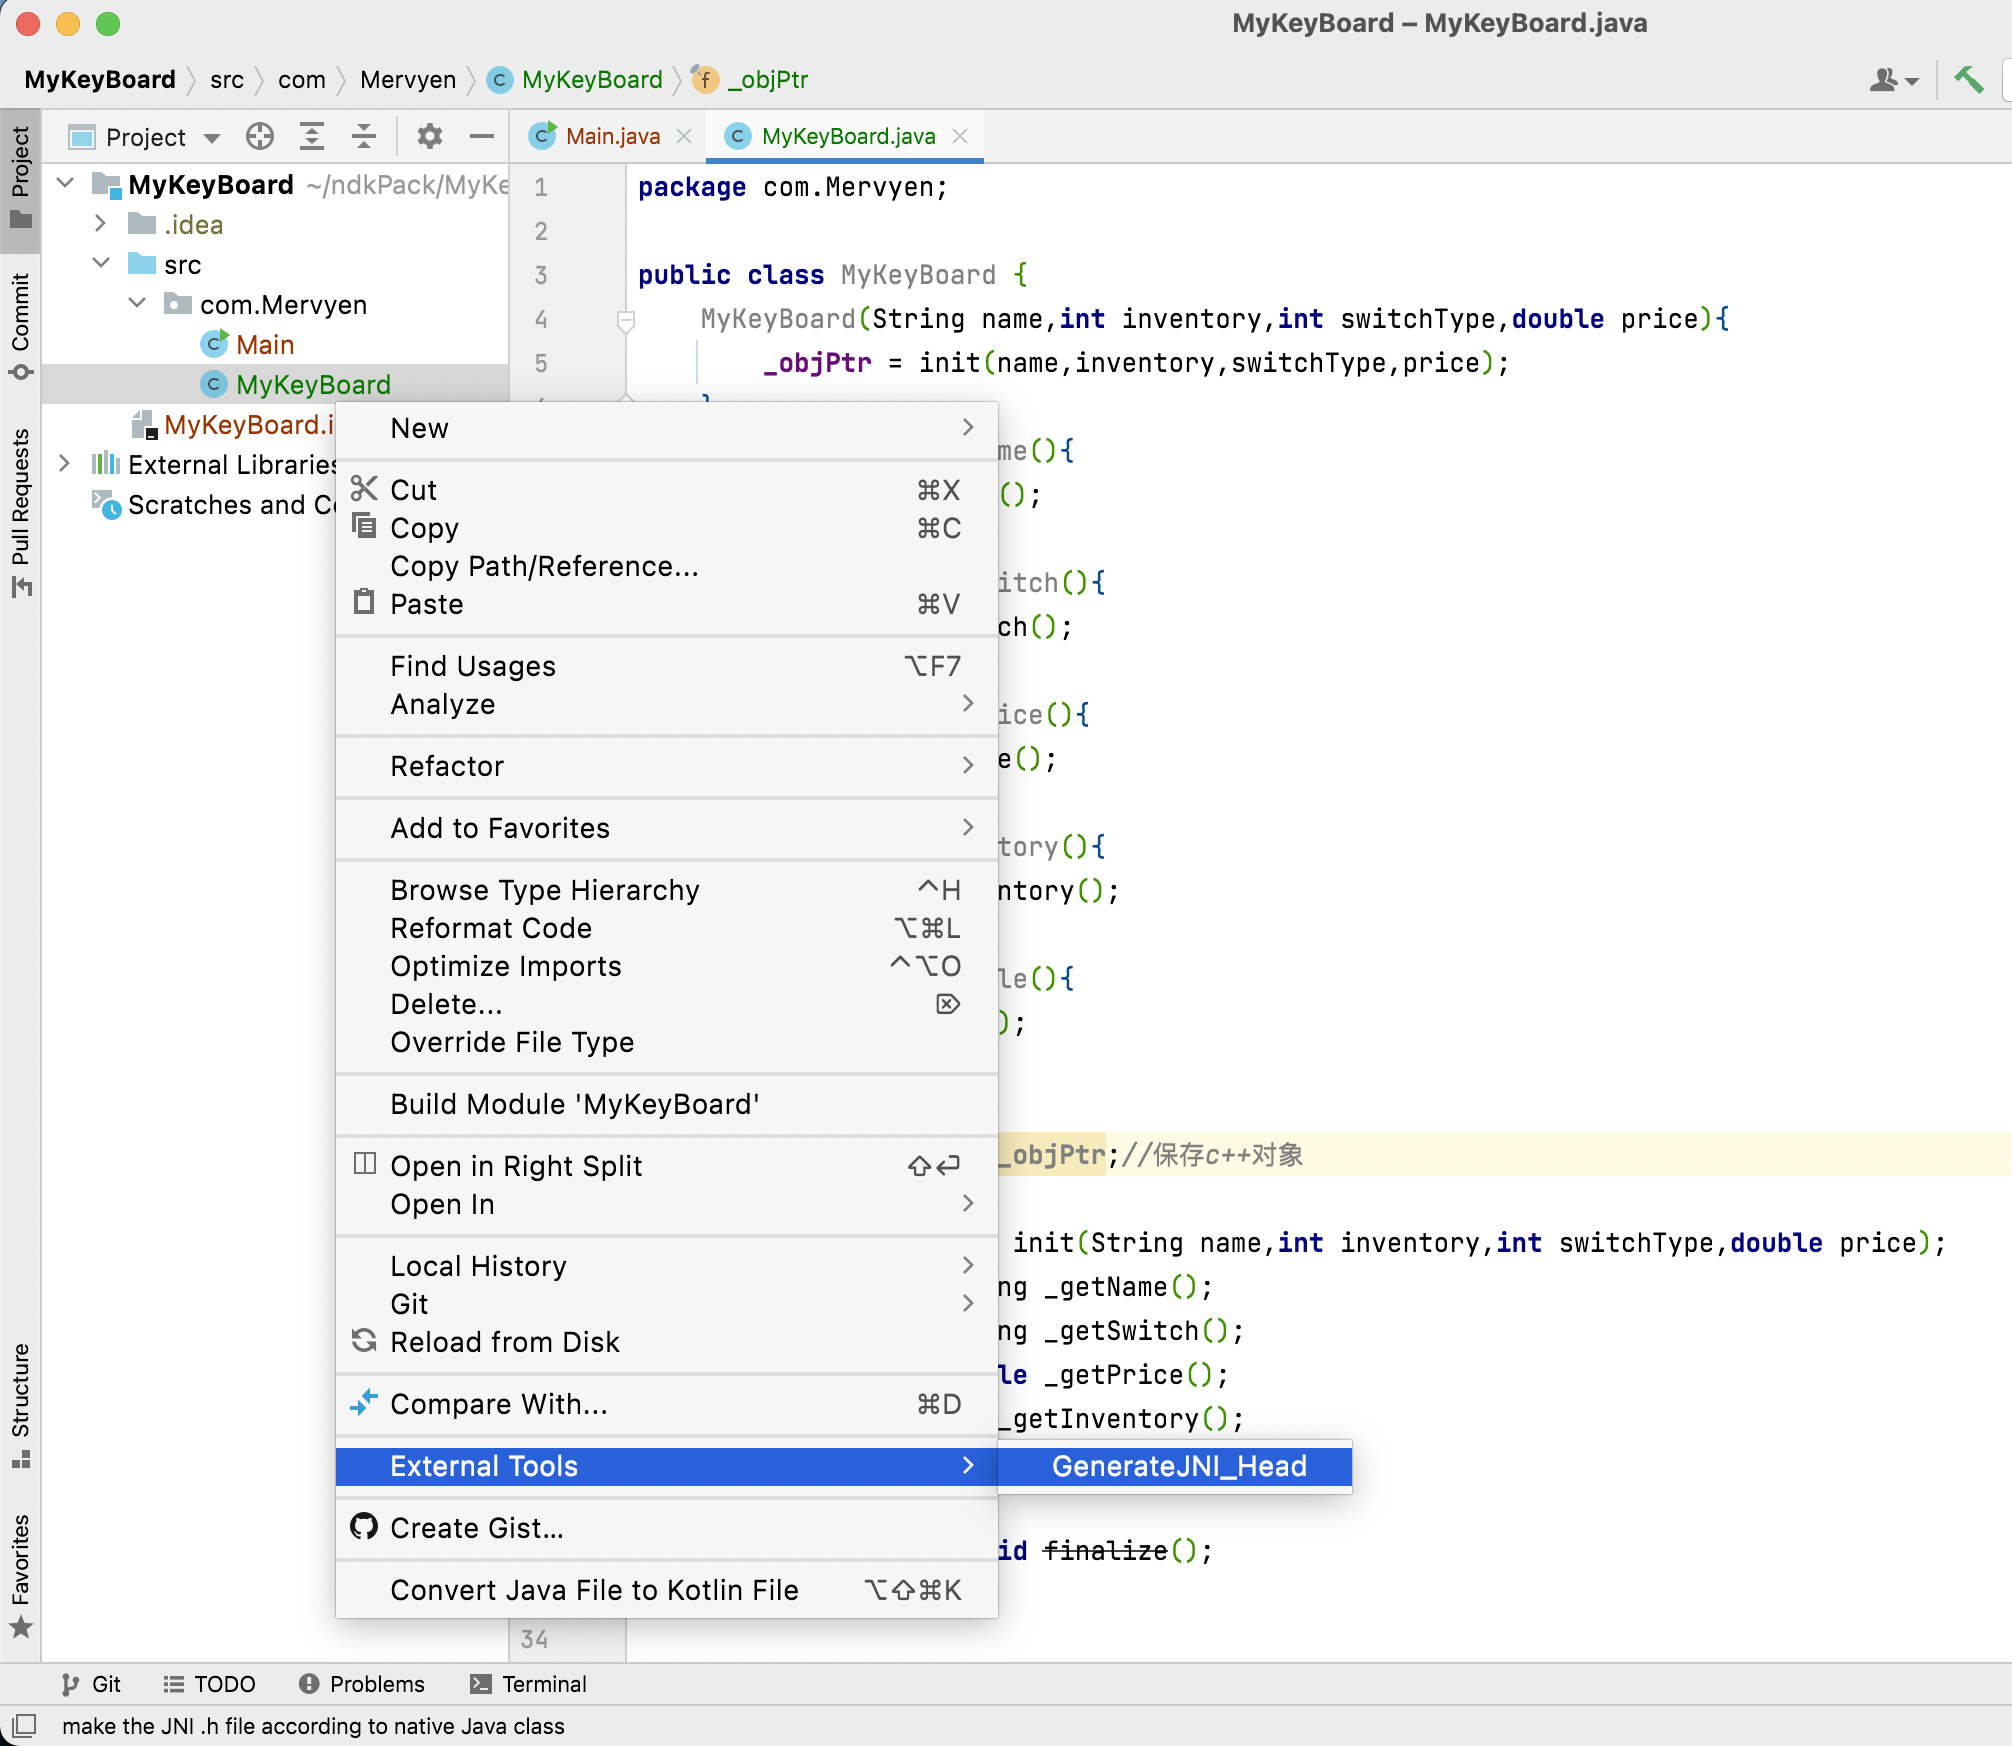 MyKeyBoard – MyKeyBoard.java
MyKeyBoard src com Mervyen C MyKeyBoard f _objPtr
Project
Commit
Pull Requests
Structure
Favorites
Project
MyKeyBoard ~/ndkPack/MyKe
.idea
src
com.Mervyen
C Main
C MyKeyBoard
MyKeyBoard.i
External Libraries
Scratches and Co
C Main.java
C MyKeyBoard.java
1 package com.Mervyen;
2
3 public class MyKeyBoard {
4 MyKeyBoard(String name,int inventory,int switchType,double price){
5 _objPtr = init(name,inventory,switchType,price);
me(){
();
itch(){
ch();
ice(){
e();
tory(){
ntory();
le(){
);
_objPtr;//保存c++对象
init(String name,int inventory,int switchType,double price);
ng _getName();
ng _getSwitch();
le _getPrice();
_getInventory();
id finalize();
34
New
Cut ⌘X
Copy ⌘C
Copy Path/Reference...
Paste ⌘V
Find Usages ⌥F7
Analyze
Refactor
Add to Favorites
Browse Type Hierarchy ^H
Reformat Code ⌥⌘L
Optimize Imports ^⌥O
Delete... ⌦
Override File Type
Build Module 'MyKeyBoard'
Open in Right Split ⇧↩
Open In
Local History
Git
Reload from Disk
Compare With... ⌘D
External Tools
GenerateJNI_Head
Create Gist...
Convert Java File to Kotlin File ⌥⇧⌘K
Git TODO Problems Terminal
make the JNI .h file according to native Java class